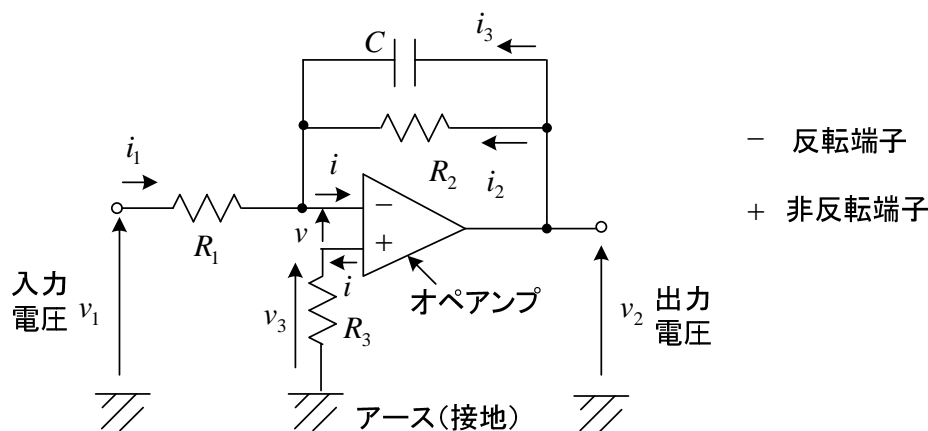 C
i₃
i₁
i
R₂
i₂
− 反転端子
R₁
v
−
+
+ 非反転端子
入力
電圧 v₁
v₃
i
R₃
オペアンプ
v₂ 出力
電圧
アース(接地)